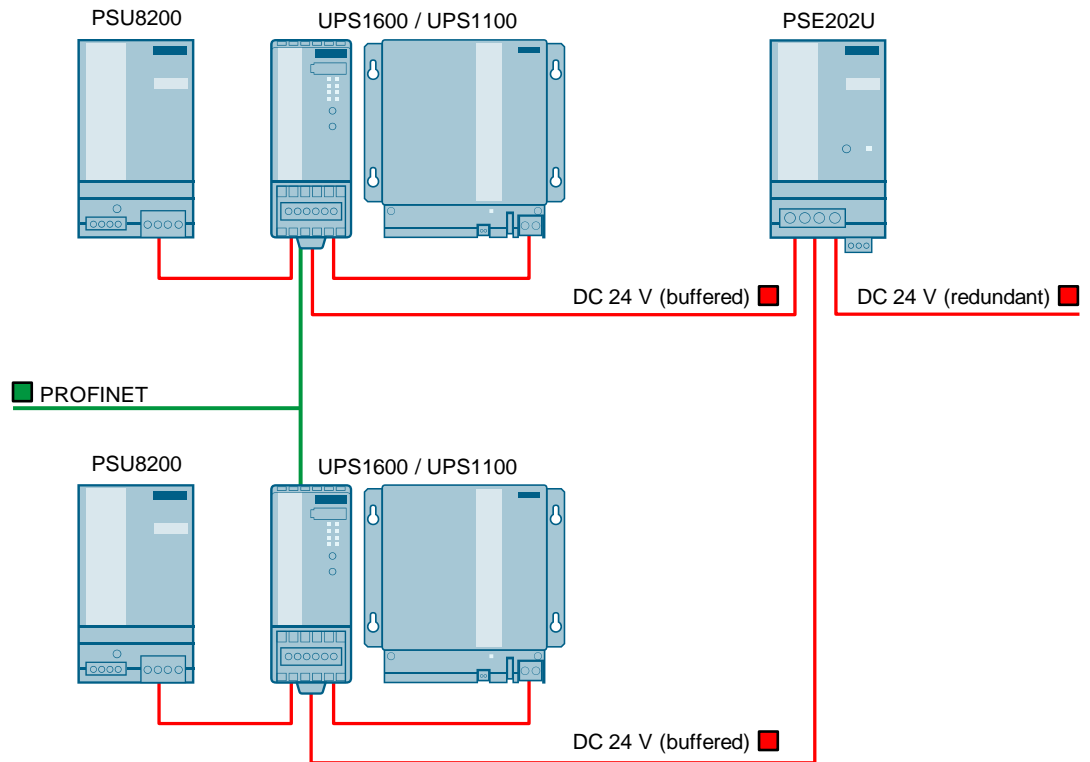 PSU8200
UPS1600 / UPS1100
PSE202U
DC 24 V (buffered)
DC 24 V (redundant)
PROFINET
PSU8200
UPS1600 / UPS1100
DC 24 V (buffered)